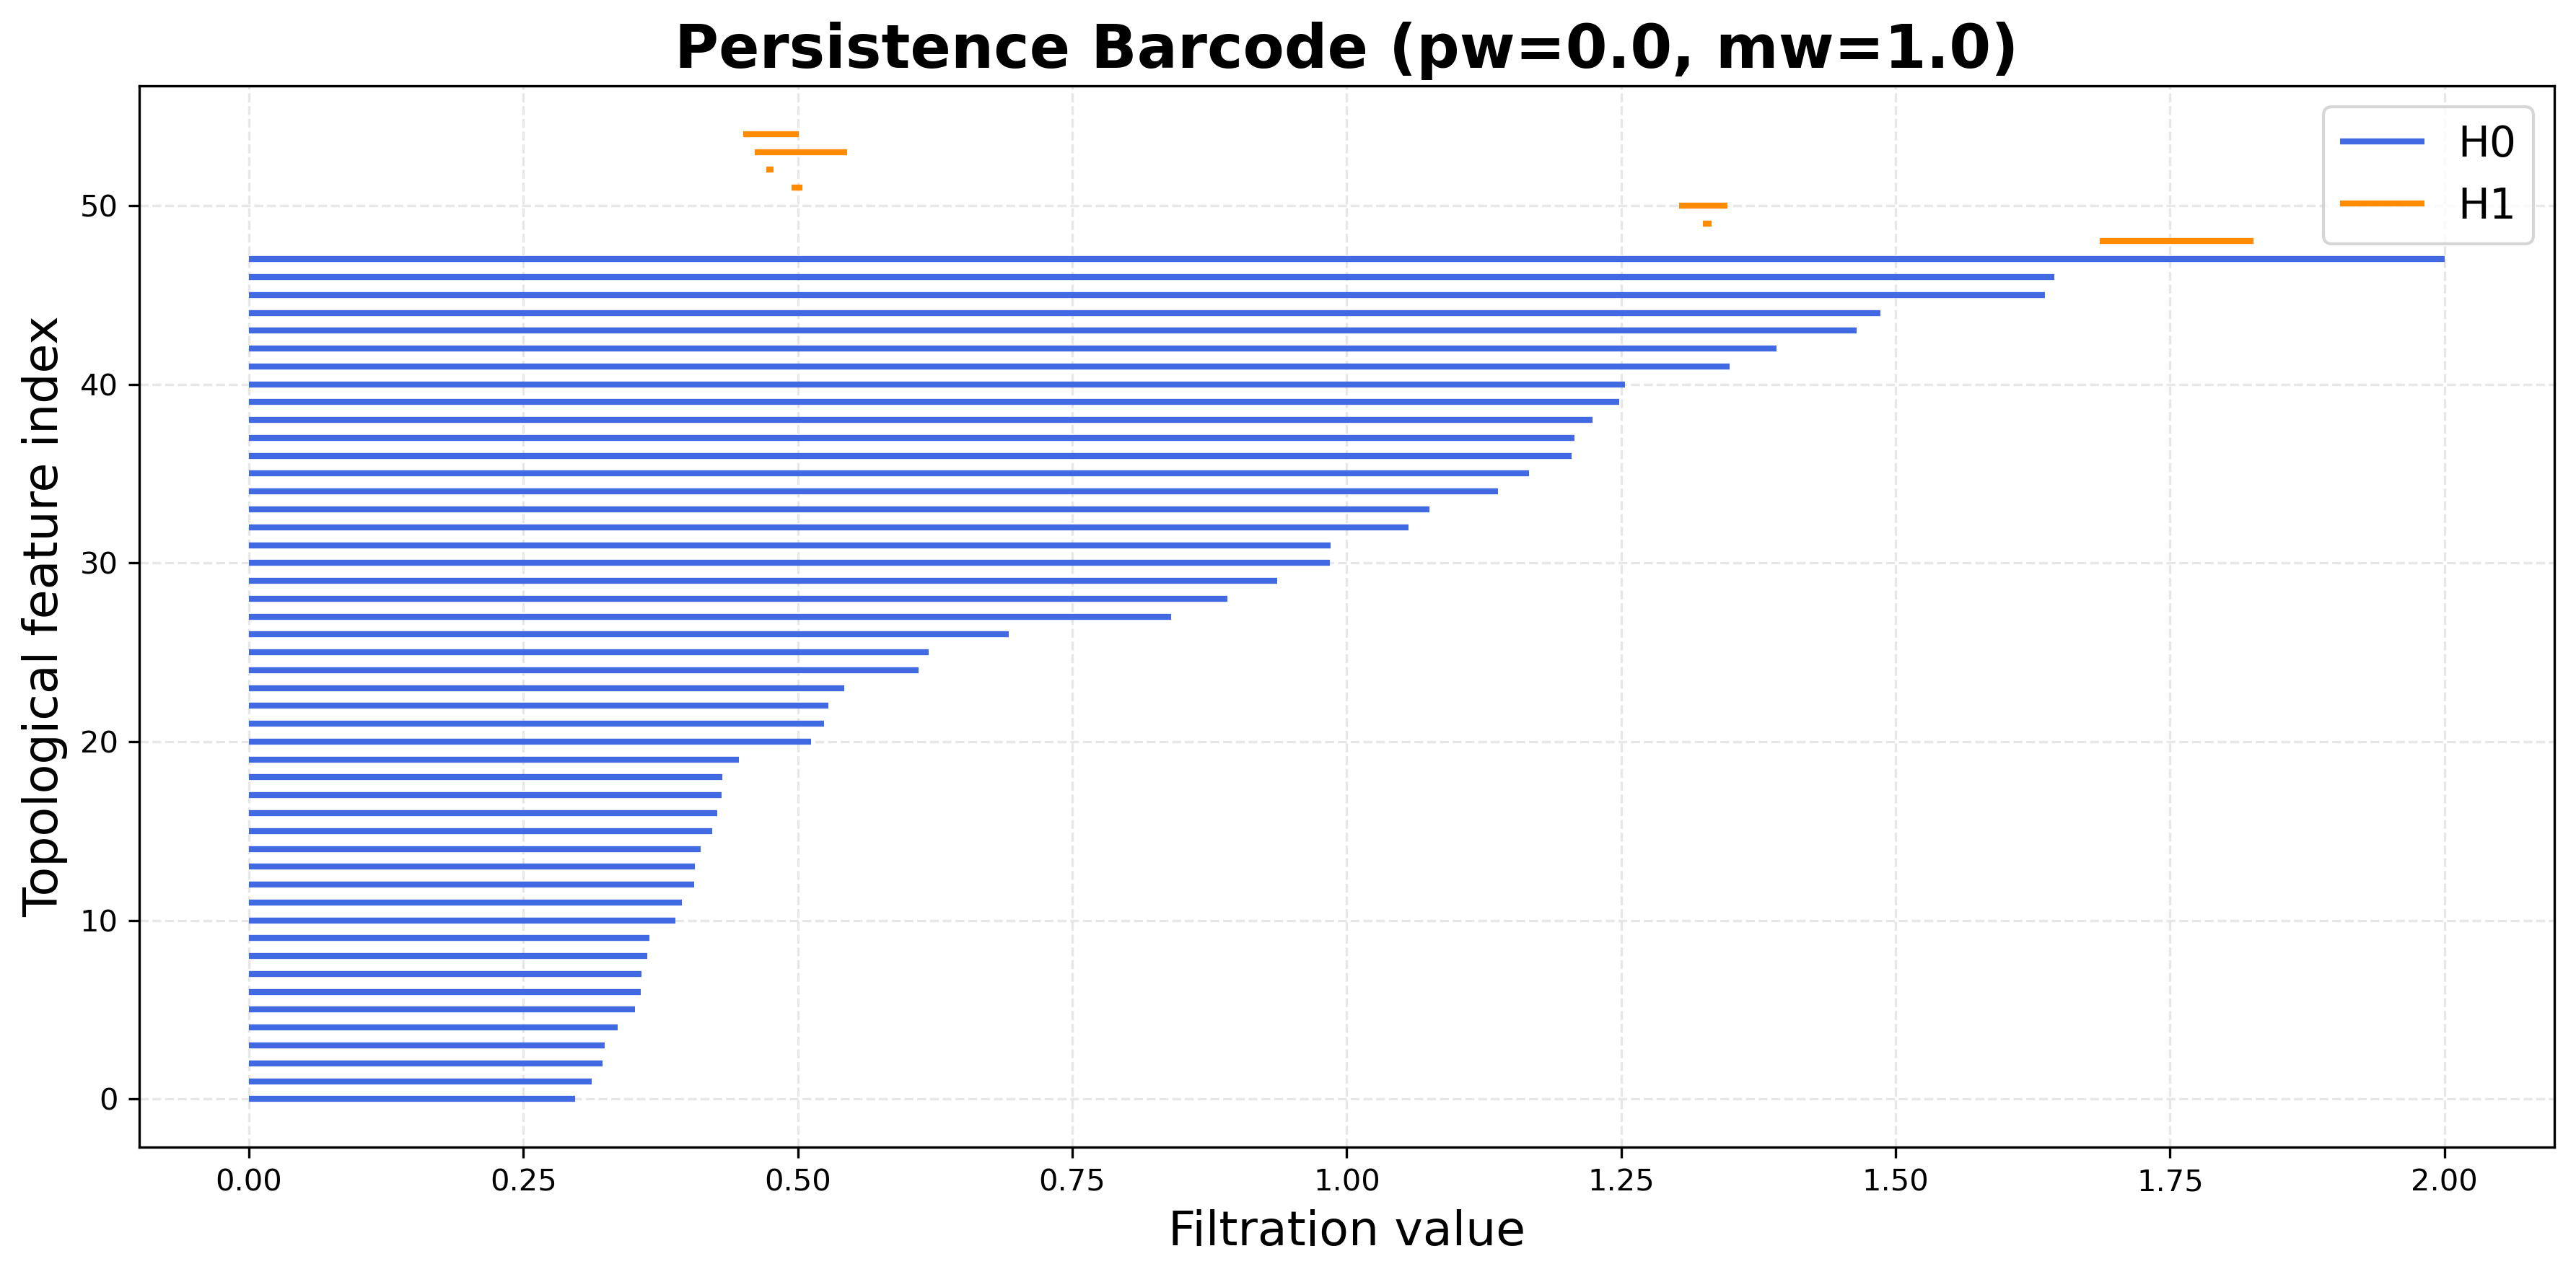 Persistence Barcode (pw=0.0, mw=1.0)
H0
H1
Topological feature index
50
40
30
20
10
0
0.00 0.25 0.50 0.75 1.00 1.25 1.50 1.75 2.00
Filtration value